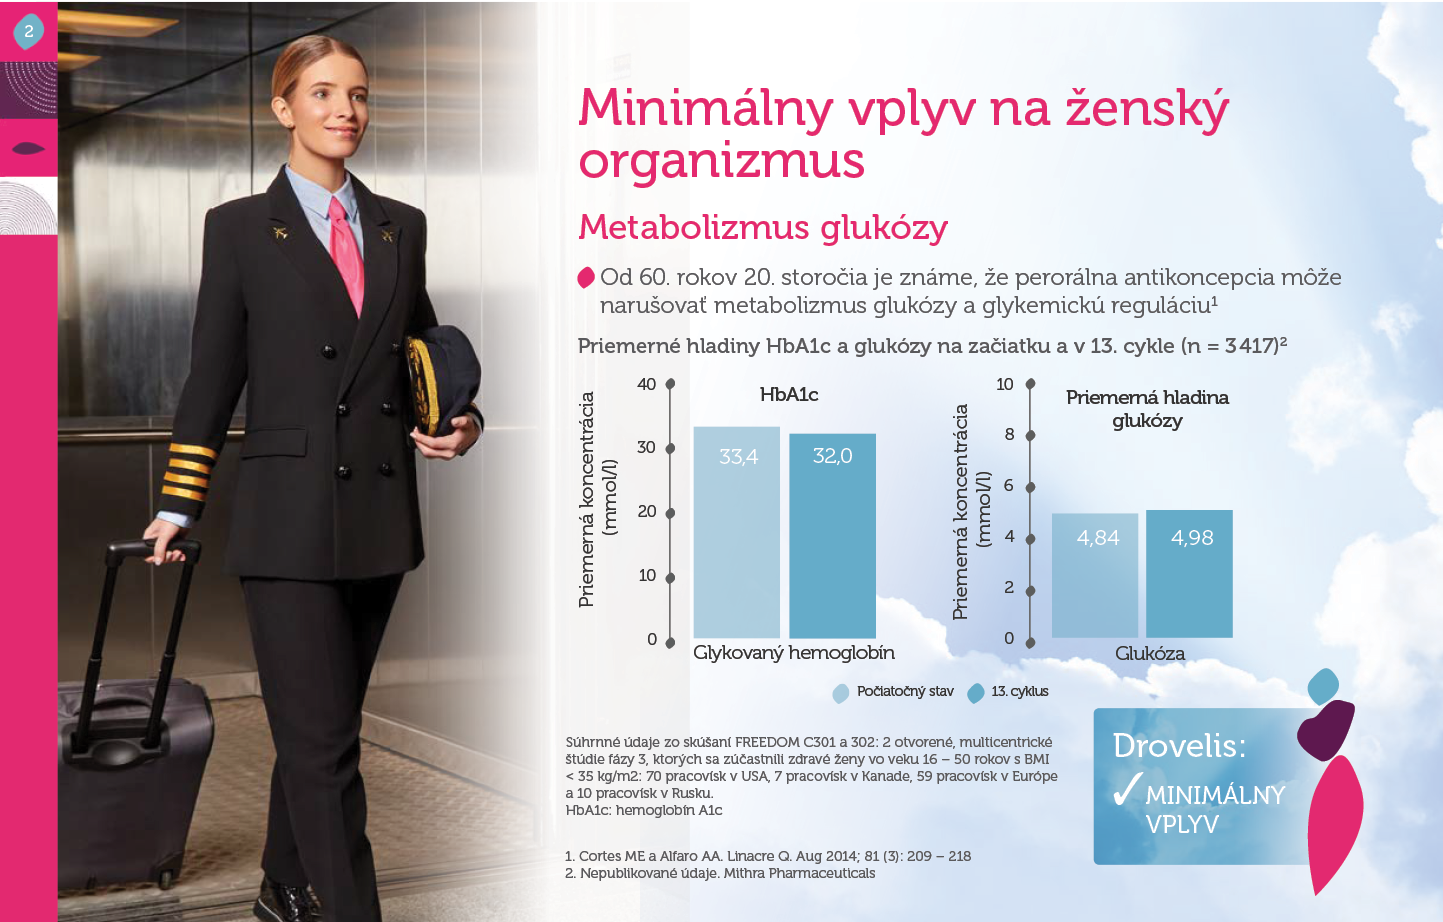 2
Minimálny vplyv na ženský
organizmus
Metabolizmus glukózy
Od 60. rokov 20. storočia je známe, že perorálna antikoncepcia môže
narušovať metabolizmus glukózy a glykemickú reguláciu¹
Priemerné hladiny HbA1c a glukózy na začiatku a v 13. cykle (n = 3 417)²
Priemerná koncentrácia
(mmol/l)
40
30
20
10
0
HbA1c
33,4
32,0
Glykovaný hemoglobín
Priemerná koncentrácia
(mmol/l)
10
8
6
4
2
0
Priemerná hladina
glukózy
4,84
4,98
Glukóza
Počiatočný stav
13. cyklus
Súhrnné údaje zo skúšaní FREEDOM C301 a 302: 2 otvorené, multicentrické
štúdie fázy 3, ktorých sa zúčastnili zdravé ženy vo veku 16 – 50 rokov s BMI
< 35 kg/m2: 70 pracovísk v USA, 7 pracovísk v Kanade, 59 pracovísk v Európe
a 10 pracovísk v Rusku.
HbA1c: hemoglobín A1c
1. Cortes ME a Alfaro AA. Linacre Q. Aug 2014; 81 (3): 209 – 218
2. Nepublikované údaje. Mithra Pharmaceuticals
Drovelis:
✓MINIMÁLNY
VPLYV